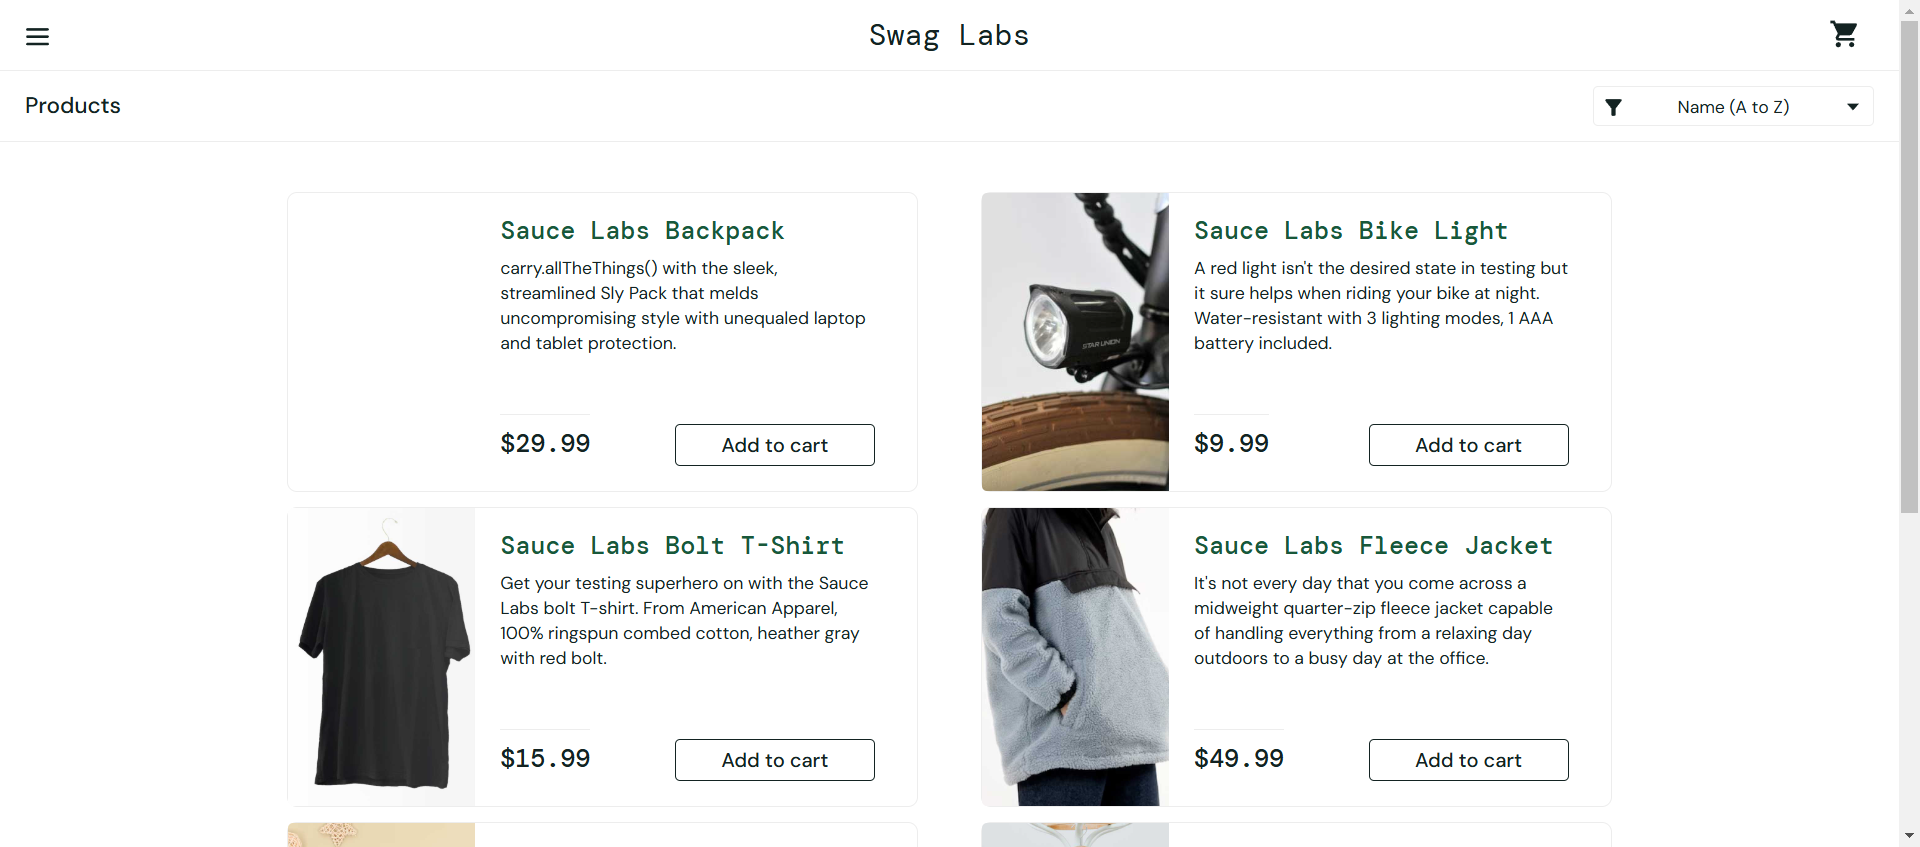 Swag Labs
Products
Name (A to Z)
Sauce Labs Backpack
carry.allTheThings() with the sleek,
streamlined Sly Pack that melds
uncompromising style with unequaled laptop
and tablet protection.
$29.99
Add to cart
Sauce Labs Bike Light
A red light isn't the desired state in testing but
it sure helps when riding your bike at night.
Water-resistant with 3 lighting modes, 1 AAA
battery included.
STAR UNION
$9.99
Add to cart
Sauce Labs Bolt T-Shirt
Get your testing superhero on with the Sauce
Labs bolt T-shirt. From American Apparel,
100% ringspun combed cotton, heather gray
with red bolt.
$15.99
Add to cart
Sauce Labs Fleece Jacket
It's not every day that you come across a
midweight quarter-zip fleece jacket capable
of handling everything from a relaxing day
outdoors to a busy day at the office.
$49.99
Add to cart